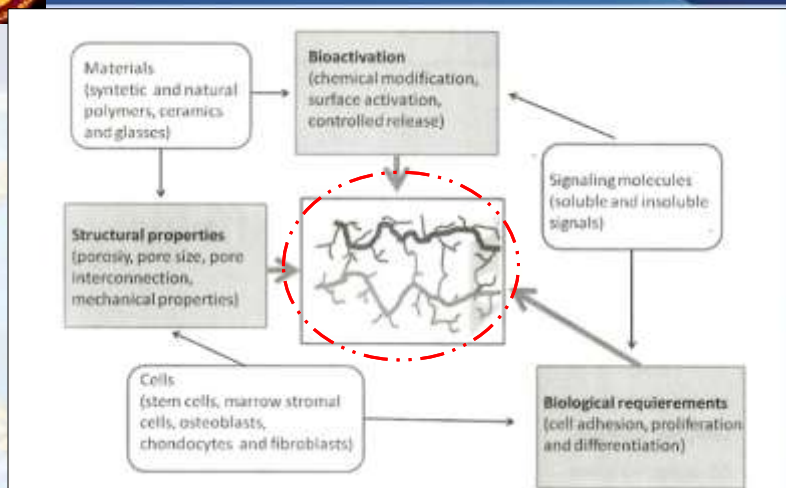 Materials
(syntetic and natural
polymers, ceramics
and glasses)
Bioactivation
(chemical modification,
surface activation,
controlled release)
Signaling molecules
(soluble and insoluble
signals)
Structural properties
(porosiy, pore size, pore
interconnection,
mechanical properties)
Cells
(stem cells, marrow stromal
cells, osteoblasts,
chondocytes and fibroblasts)
Biological requierements
(cell adhesion, proliferation
and differentiation)